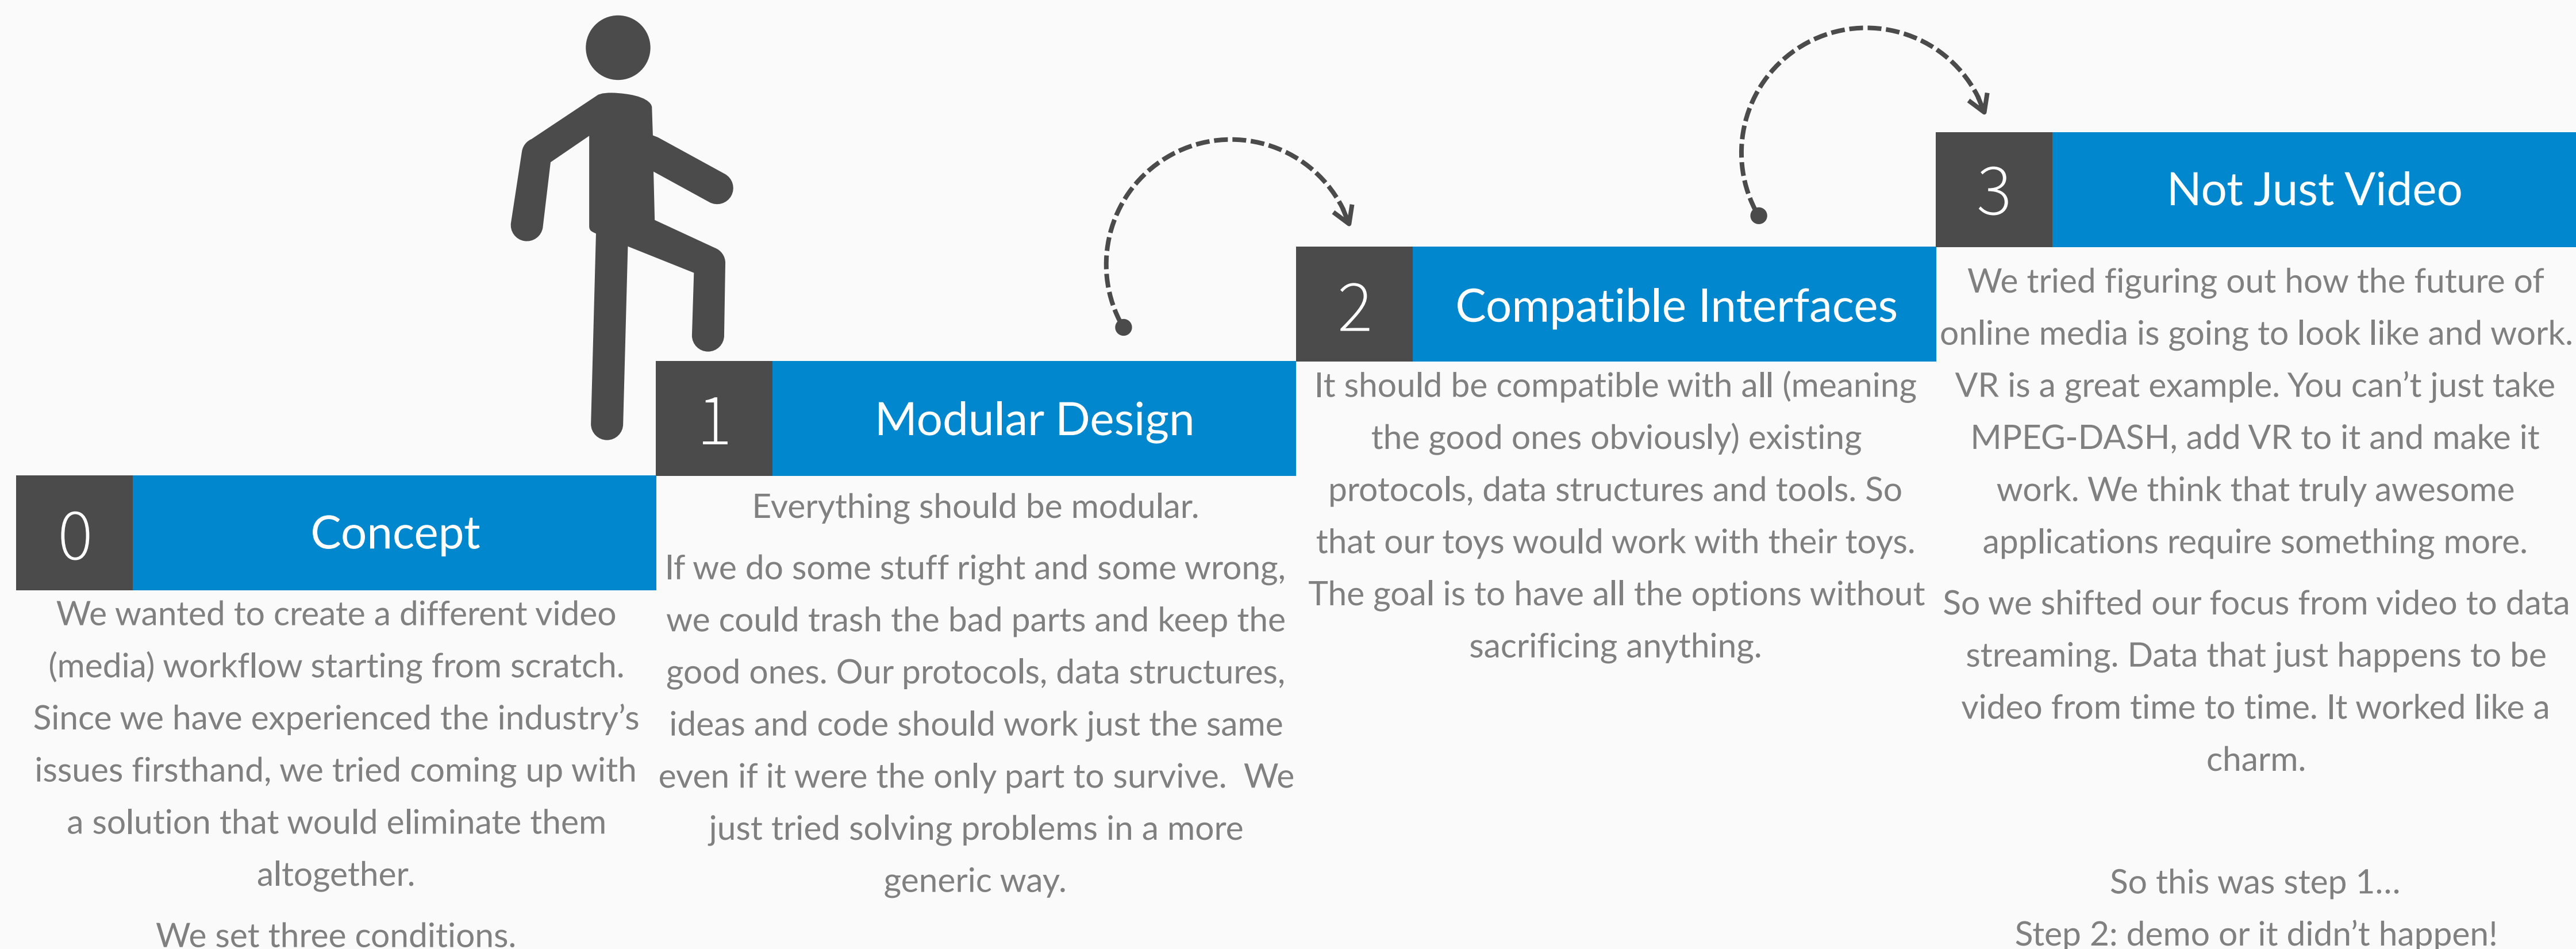 0
Concept
We wanted to create a different video
(media) workflow starting from scratch.
Since we have experienced the industry’s
issues firsthand, we tried coming up with
a solution that would eliminate them
altogether.
We set three conditions.
1
Modular Design
Everything should be modular.
If we do some stuff right and some wrong,
we could trash the bad parts and keep the
good ones. Our protocols, data structures,
ideas and code should work just the same
even if it were the only part to survive.  We
just tried solving problems in a more
generic way.
2
Compatible Interfaces
It should be compatible with all (meaning
the good ones obviously) existing
protocols, data structures and tools. So
that our toys would work with their toys.
The goal is to have all the options without
sacrificing anything.
3
Not Just Video
We tried figuring out how the future of
online media is going to look like and work.
VR is a great example. You can’t just take
MPEG-DASH, add VR to it and make it
work. We think that truly awesome
applications require something more.
So we shifted our focus from video to data
streaming. Data that just happens to be
video from time to time. It worked like a
charm.
So this was step 1...
Step 2: demo or it didn’t happen!